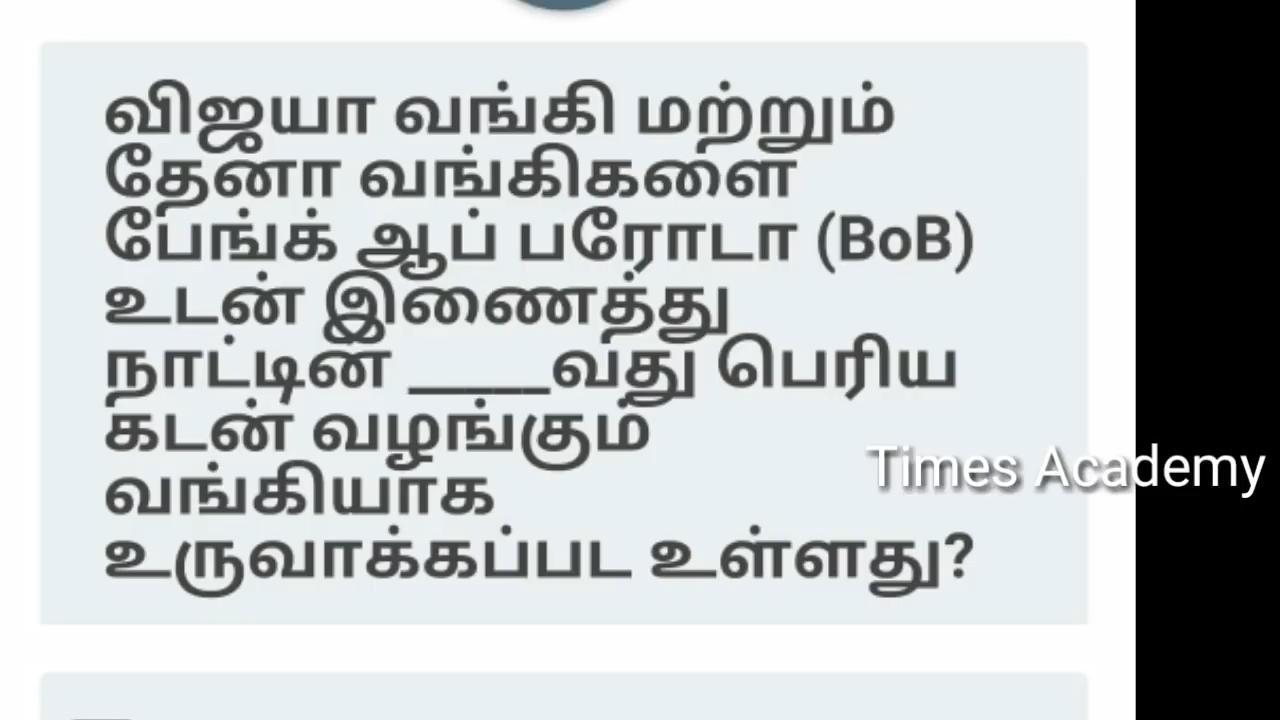 விஜயா வங்கி மற்றும்
தேனா வங்கிகளை
பேங்க் ஆப் பரோடா (BoB)
உடன் இணைத்து
நாட்டின் _____வது பெரிய
கடன் வழங்கும்
வங்கியாக
உருவாக்கப்பட உள்ளது?
Times Academy